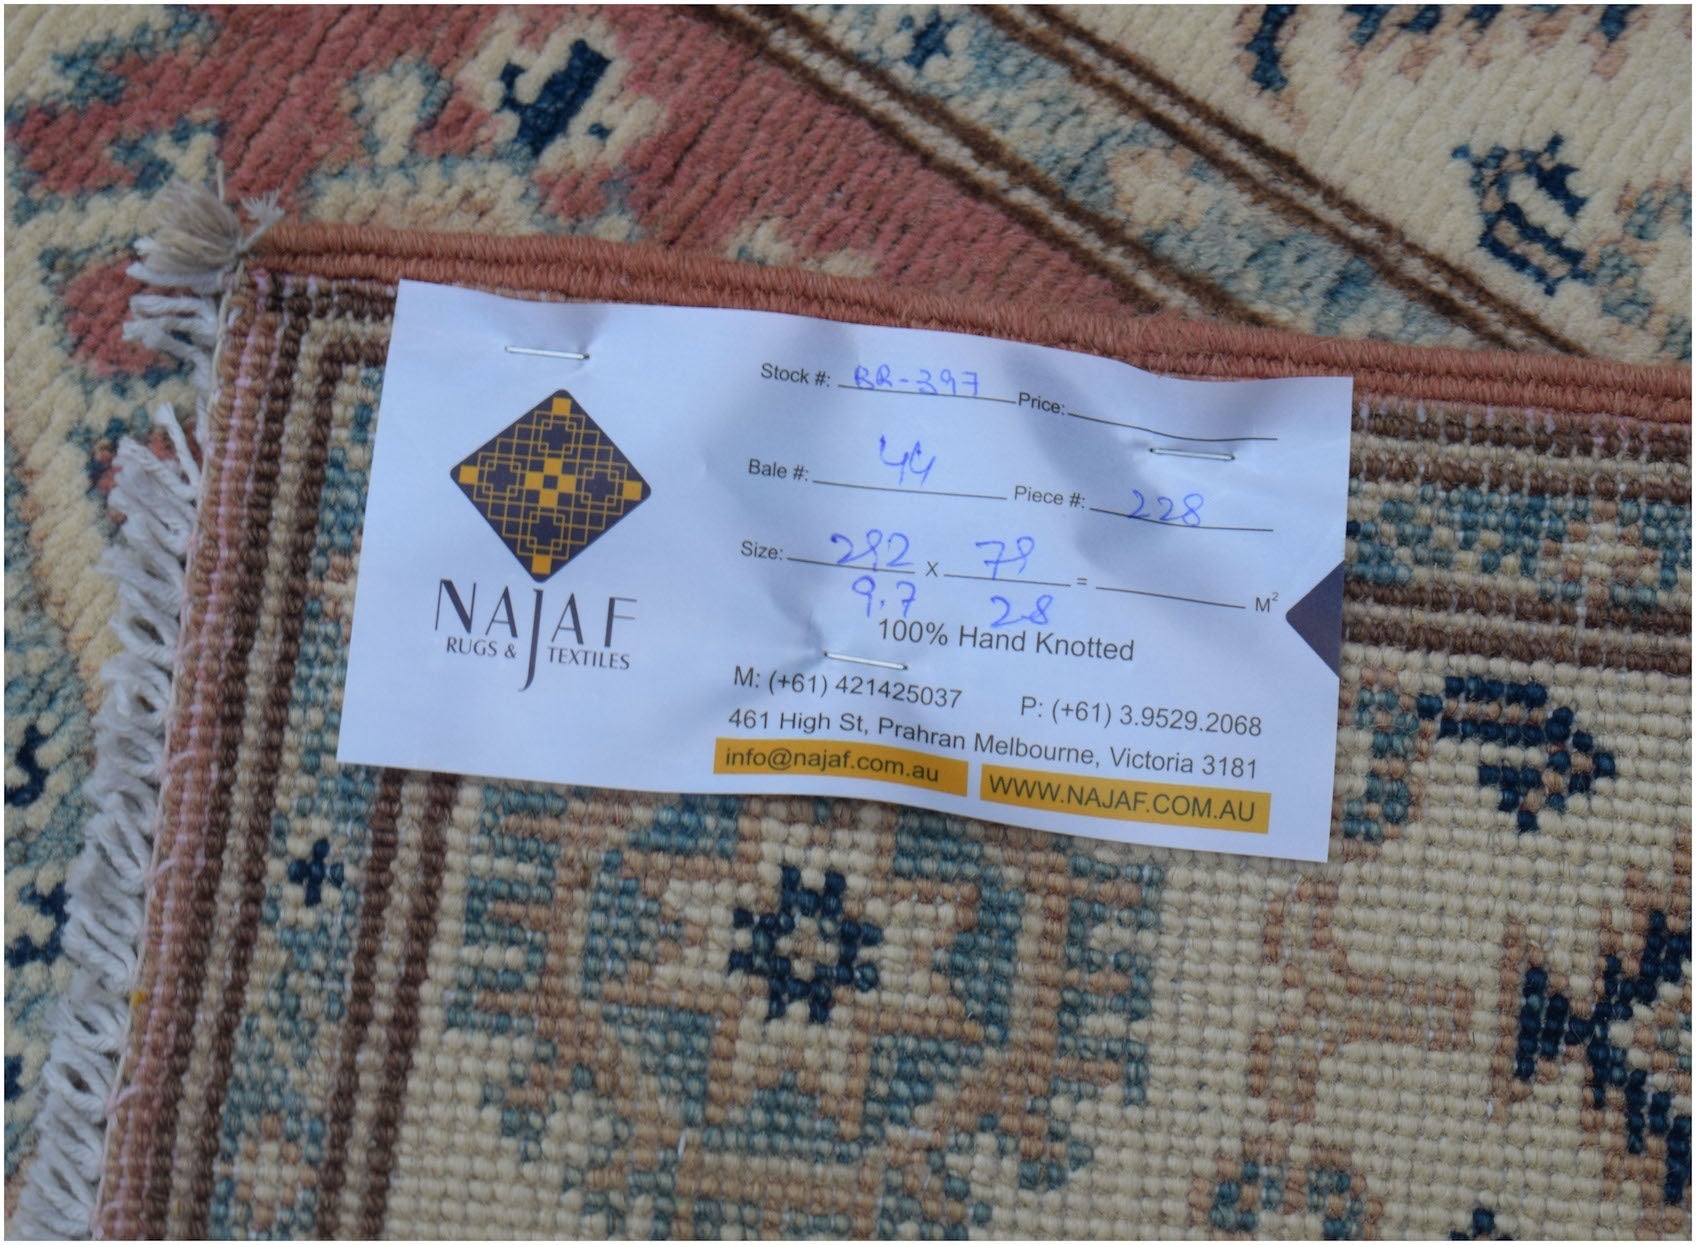 NAJAF
RUGS & TEXTILES
Stock #: BR-397 Price:
Bale #: 44 Piece #: 228
Size: 292 x 79 = M²
9.7 2.8
100% Hand Knotted
M: (+61) 421425037 P: (+61) 3.9529.2068
461 High St, Prahran Melbourne, Victoria 3181
info@najaf.com.au WWW.NAJAF.COM.AU